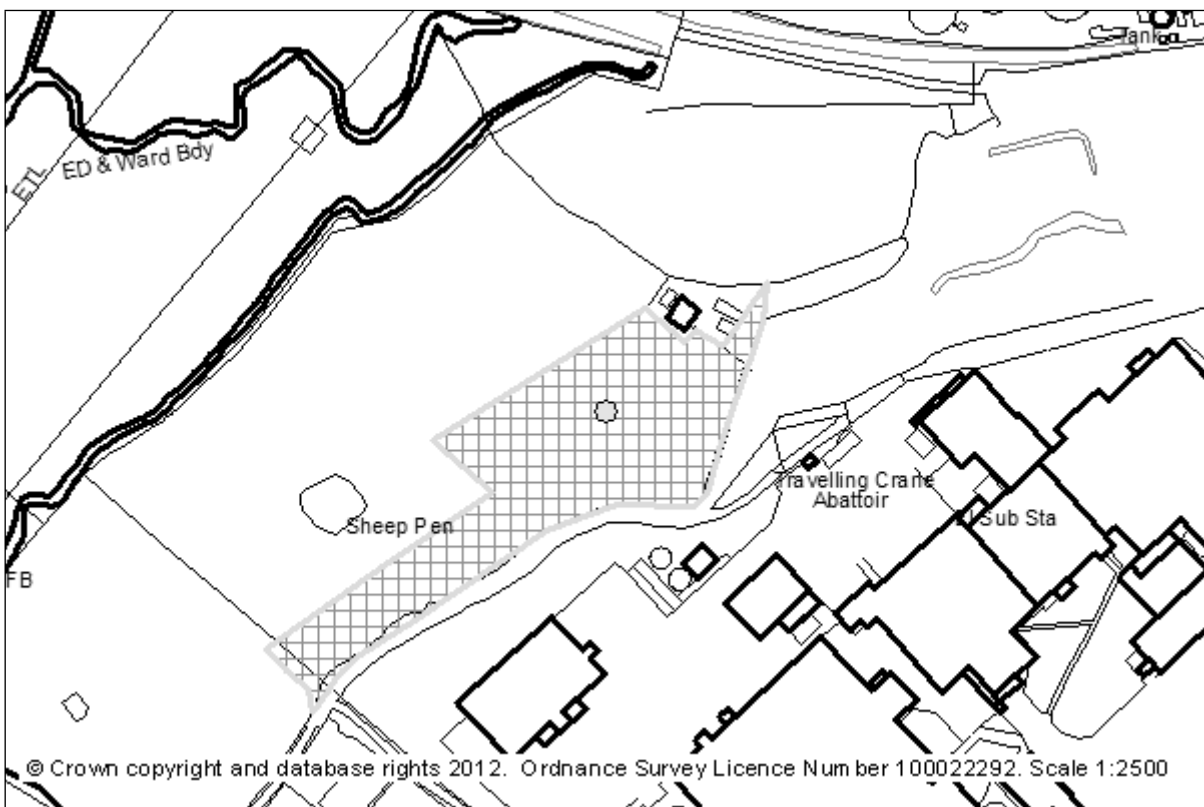 Tank
ED & Ward Bdy
ETL
Travelling Crane
Abattoir
Sheep Pen
El Sub Sta
FB
© Crown copyright and database rights 2012. Ordnance Survey Licence Number 100022292. Scale 1:2500